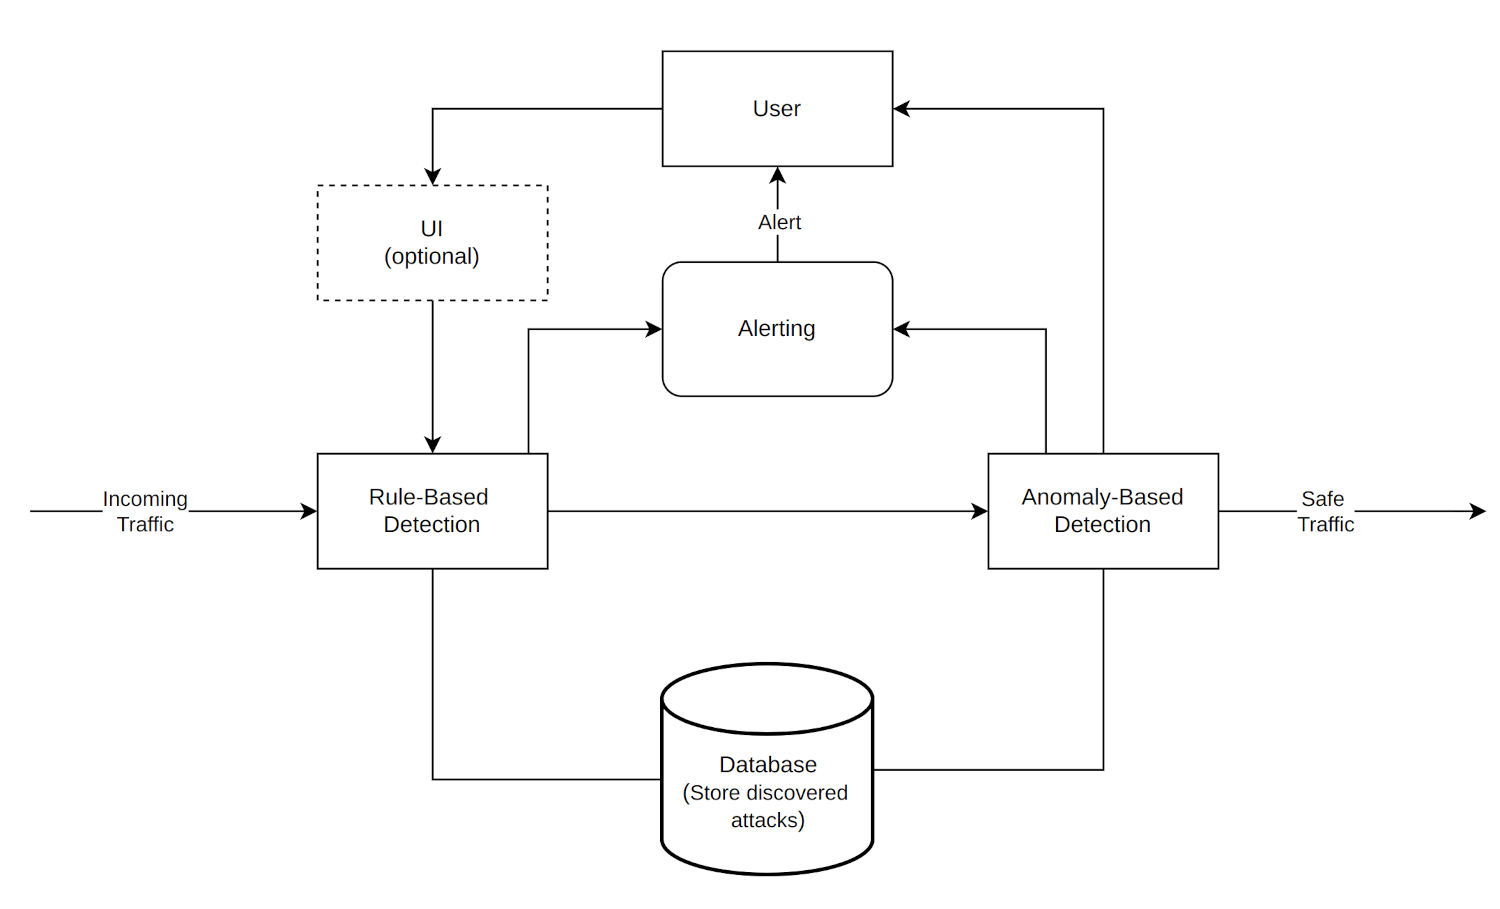 User
Alert
UI
(optional)
Alerting
Incoming
Traffic
Rule-Based
Detection
Anomaly-Based
Detection
Safe
Traffic
Database
(Store discovered
attacks)